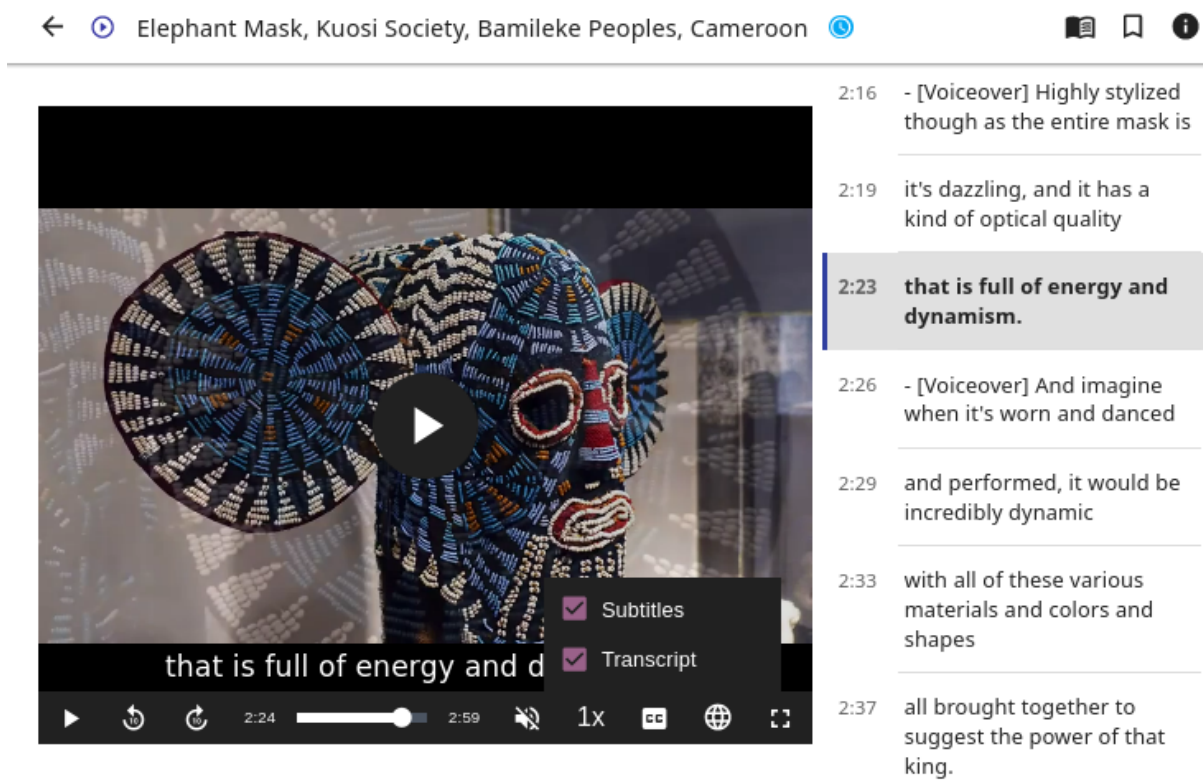 Elephant Mask, Kuosi Society, Bamileke Peoples, Cameroon
2:16
- [Voiceover] Highly stylized
though as the entire mask is
2:19
it's dazzling, and it has a
kind of optical quality
2:23
that is full of energy and
dynamism.
2:26
- [Voiceover] And imagine
when it's worn and danced
2:29
and performed, it would be
incredibly dynamic
2:33
with all of these various
materials and colors and
shapes
2:37
all brought together to
suggest the power of that
king.
Subtitles
Transcript
that is full of energy and d
10
10
2:24
2:59
1x
CC